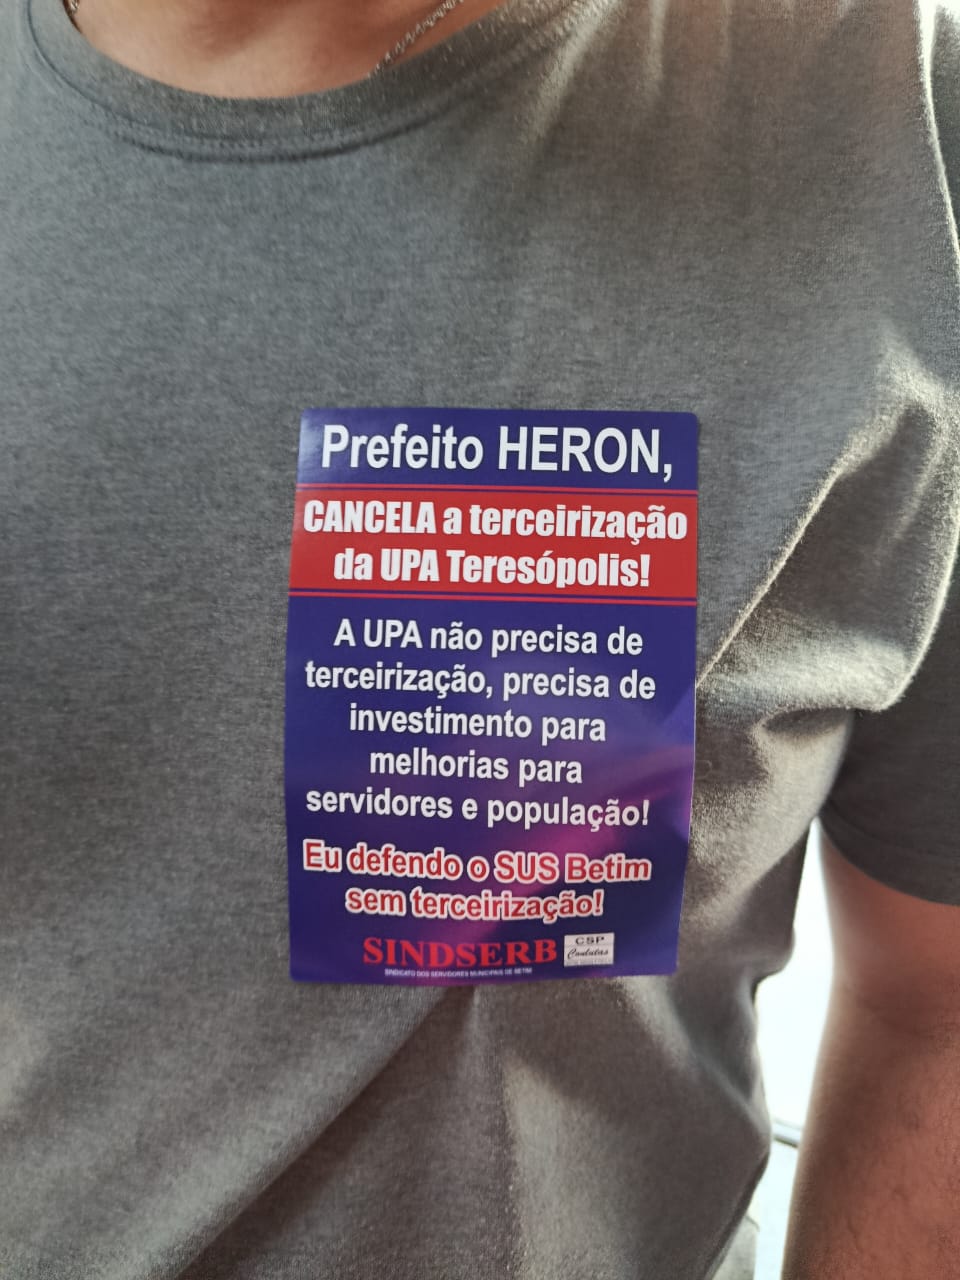 Prefeito HERON,
CANCELA a terceirização
da UPA Teresópolis!
A UPA não precisa de
terceirização, precisa de
investimento para
melhorias para
servidores e população!
Eu defendo o SUS Betim
sem terceirização!
SINDSERB
SINDICATO DOS SERVIDORES MUNICIPAIS DE BETIM
CSP
Conlutas